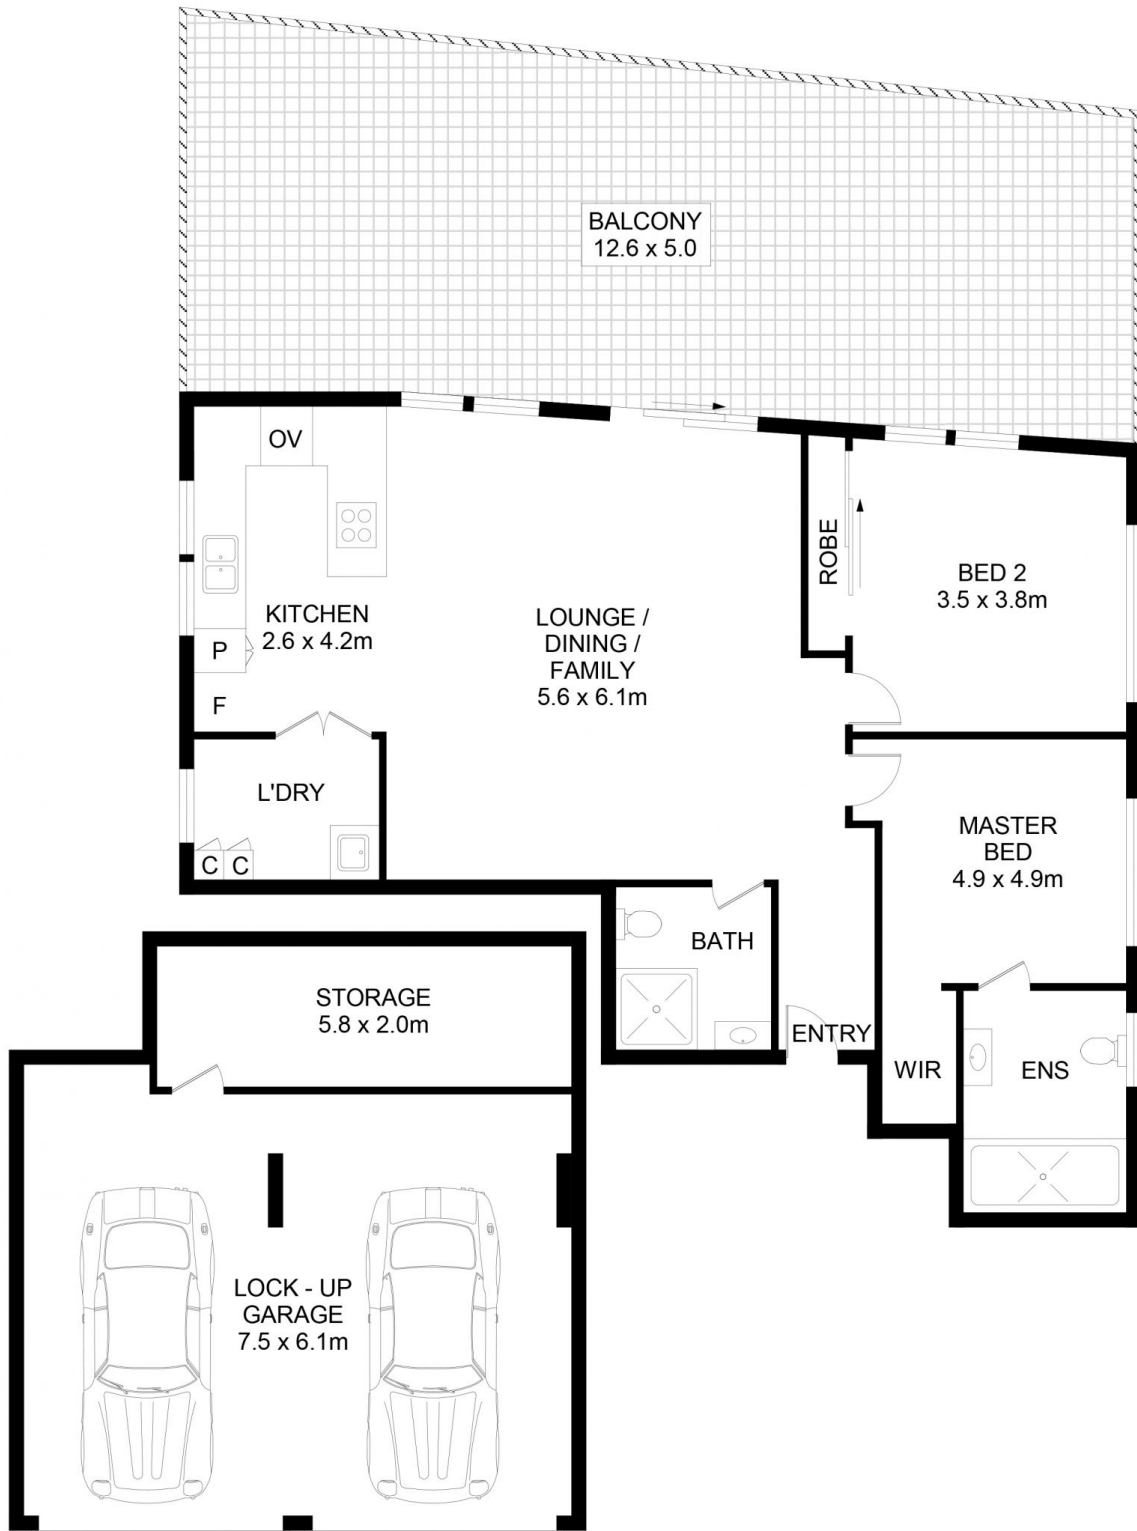 BALCONY
12.6 x 5.0
OV
KITCHEN
2.6 x 4.2m
P
F
LOUNGE /
DINING /
FAMILY
5.6 x 6.1m
ROBE
BED 2
3.5 x 3.8m
L'DRY
C C
MASTER
BED
4.9 x 4.9m
BATH
ENTRY
WIR
ENS
STORAGE
5.8 x 2.0m
LOCK - UP
GARAGE
7.5 x 6.1m